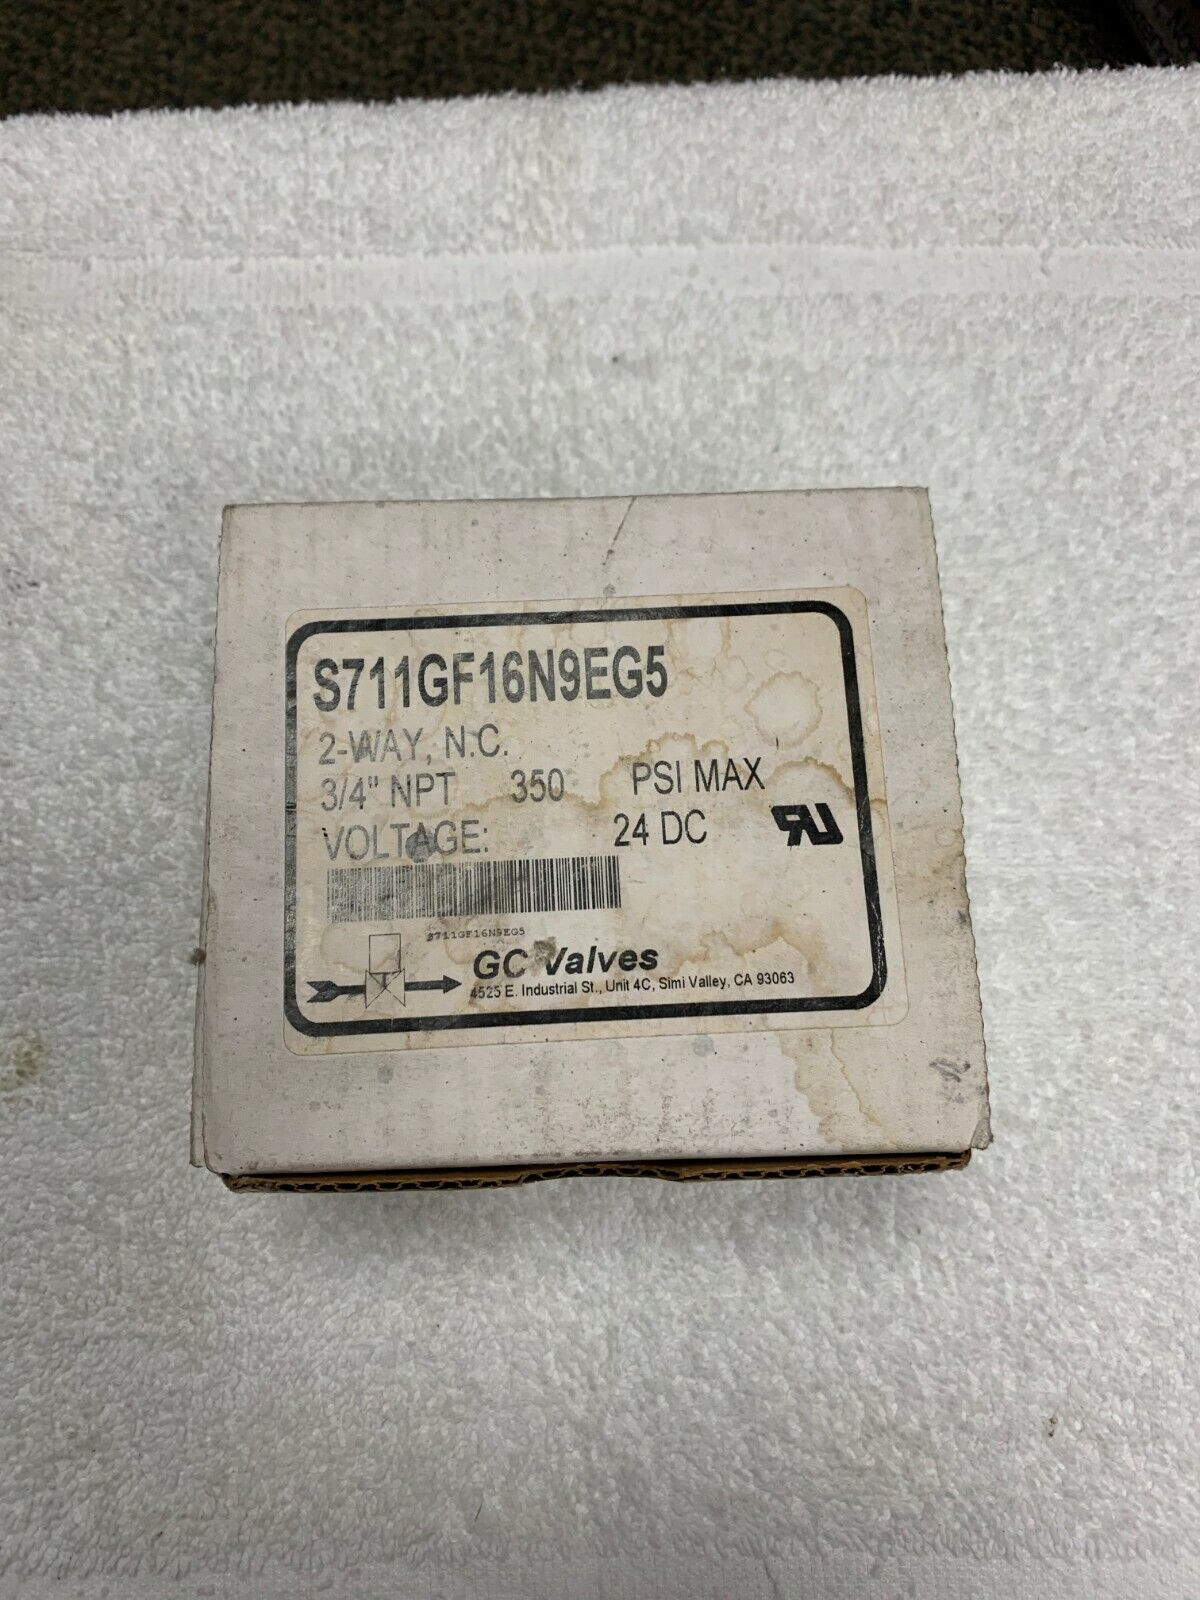 S711GF16N9EG5
2-WAY, N.C.
3/4" NPT 350 PSI MAX
VOLTAGE: 24 DC
S711GF16N9EG5
GC Valves
4525 E. Industrial St., Unit 4C, Simi Valley, CA 93063